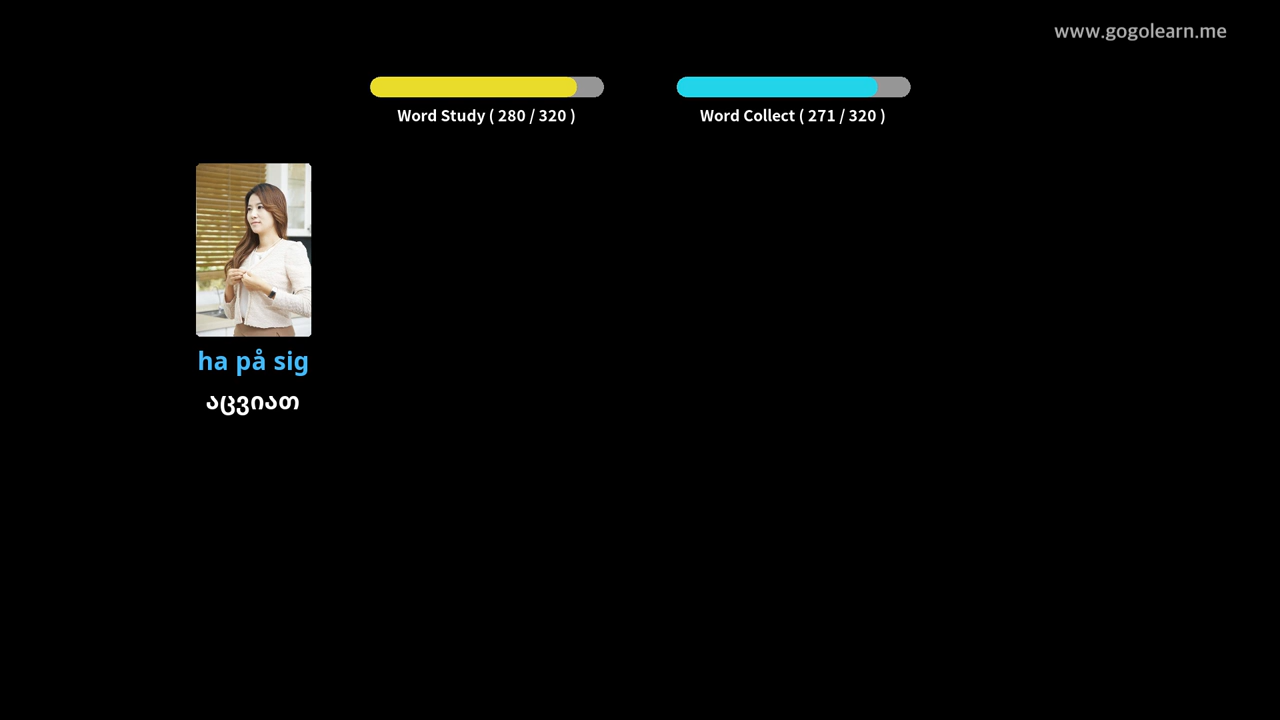 www.gogolearn.me
Word Study ( 280 / 320 )
Word Collect ( 271 / 320 )
ha på sig
აცვიათ